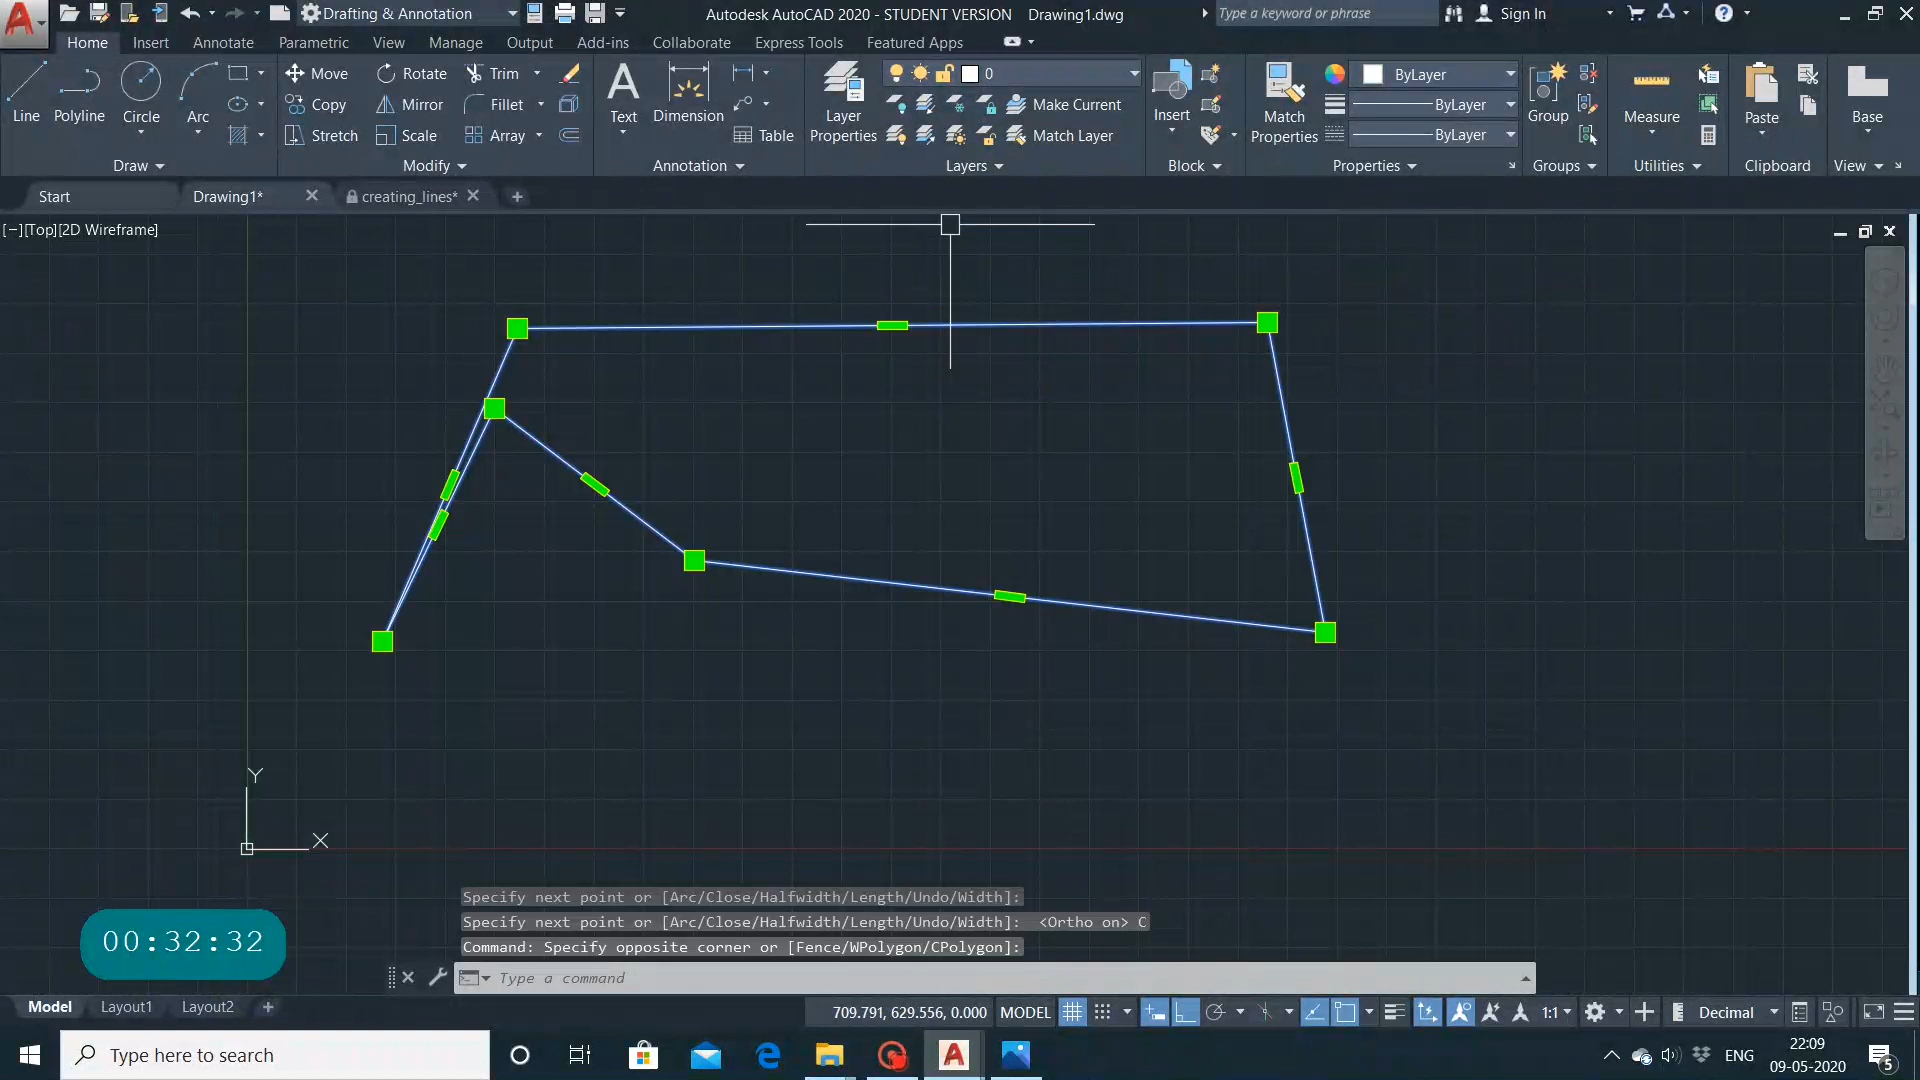 Drafting & Annotation
Autodesk AutoCAD 2020 - STUDENT VERSION Drawing1.dwg
Type a keyword or phrase
Sign In
Home Insert Annotate Parametric View Manage Output Add-ins Collaborate Express Tools Featured Apps
Line
Polyline
Circle
Arc
Draw
Move
Rotate
Trim
Copy
Mirror
Fillet
Stretch
Scale
Array
Modify
Text
Dimension
Table
Annotation
Layer Properties
0
Make Current
Match Layer
Layers
Insert
Block
Match Properties
ByLayer
ByLayer
ByLayer
Properties
Group
Groups
Measure
Utilities
Paste
Clipboard
Base
View
Start
Drawing1*
creating_lines*
[−][Top][2D Wireframe]
Y
X
Specify next point or [Arc/Close/Halfwidth/Length/Undo/Width]:
Specify next point or [Arc/Close/Halfwidth/Length/Undo/Width]: <Ortho on> C
Command: Specify opposite corner or [Fence/WPolygon/CPolygon]:
00:32:32
Type a command
Model Layout1 Layout2
709.791, 629.556, 0.000 MODEL
1:1
Decimal
Type here to search
ENG
22:09
09-05-2020
5